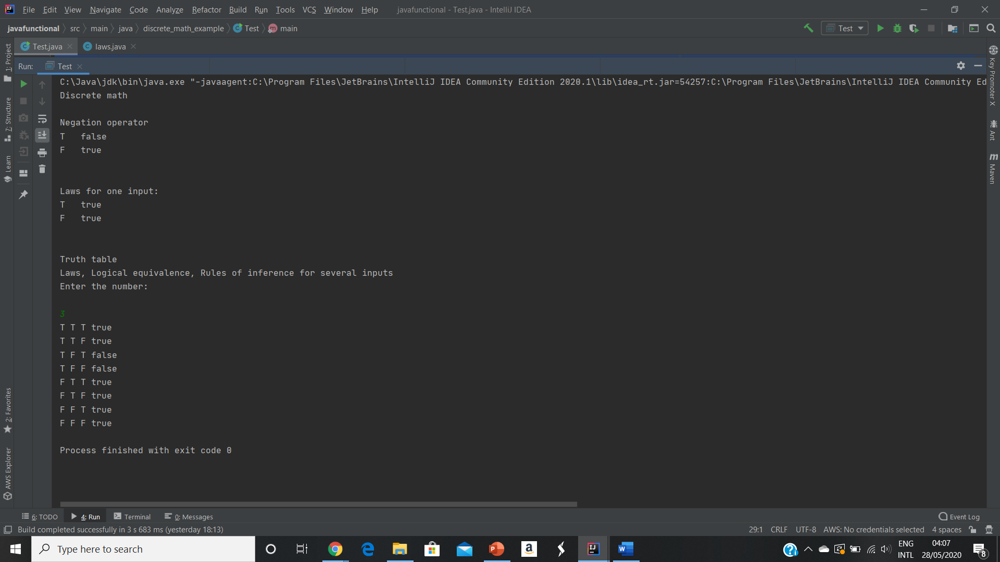 File Edit View Navigate Code Analyze Refactor Build Run Tools VCS Window Help javafunctional - Test.java - IntelliJ IDEA
javafunctional src main java discrete_math_example Test main Test
Test.java laws.java
Run: Test
C:\Java\jdk\bin\java.exe "-javaagent:C:\Program Files\JetBrains\IntelliJ IDEA Community Edition 2020.1\lib\idea_rt.jar=54257:C:\Program Files\JetBrains\IntelliJ IDEA Community Ed
Discrete math
Negation operator
T false
F true
Laws for one input:
T true
F true
Truth table
Laws, Logical equivalence, Rules of inference for several inputs
Enter the number:
3
T T T true
T T F true
T F T false
T F F false
F T T true
F T F true
F F T true
F F F true
Process finished with exit code 0
1: Project
7: Structure
Learn
2: Favorites
AWS Explorer
Key Promoter X
Ant
Maven
6: TODO 4: Run Terminal 0: Messages Event Log
Build completed successfully in 3 s 683 ms (yesterday 18:13) 29:1 CRLF UTF-8 AWS: No credentials selected 4 spaces
Type here to search
ENG
INTL
04:07
28/05/2020
8